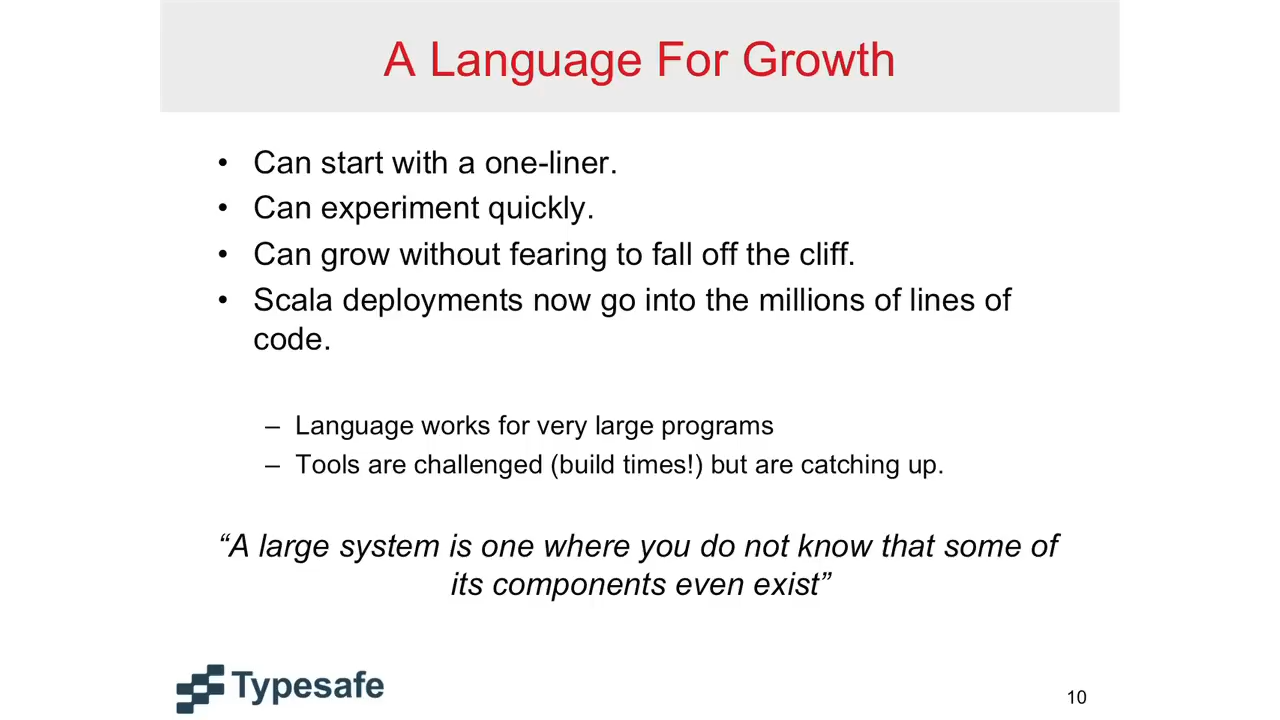 A Language For Growth
• Can start with a one-liner.
• Can experiment quickly.
• Can grow without fearing to fall off the cliff.
• Scala deployments now go into the millions of lines of
code.
– Language works for very large programs
– Tools are challenged (build times!) but are catching up.
“A large system is one where you do not know that some of
its components even exist”
Typesafe
10